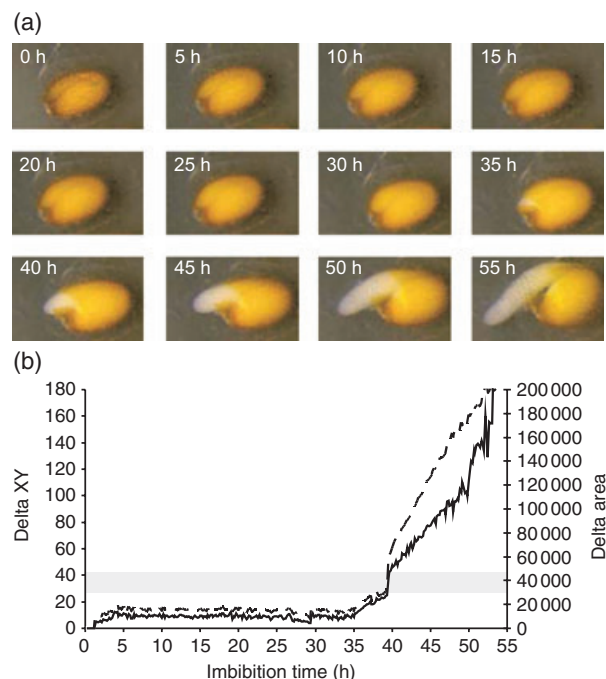 (a)
0 h 5 h 10 h 15 h
20 h 25 h 30 h 35 h
40 h 45 h 50 h 55 h
(b)
180 200 000
160 180 000
140 160 000
120 140 000
100 120 000
80 100 000
60 80 000
40 60 000
20 40 000
0 20 000
0
Delta XY
Delta area
0 5 10 15 20 25 30 35 40 45 50 55
Imbibition time (h)